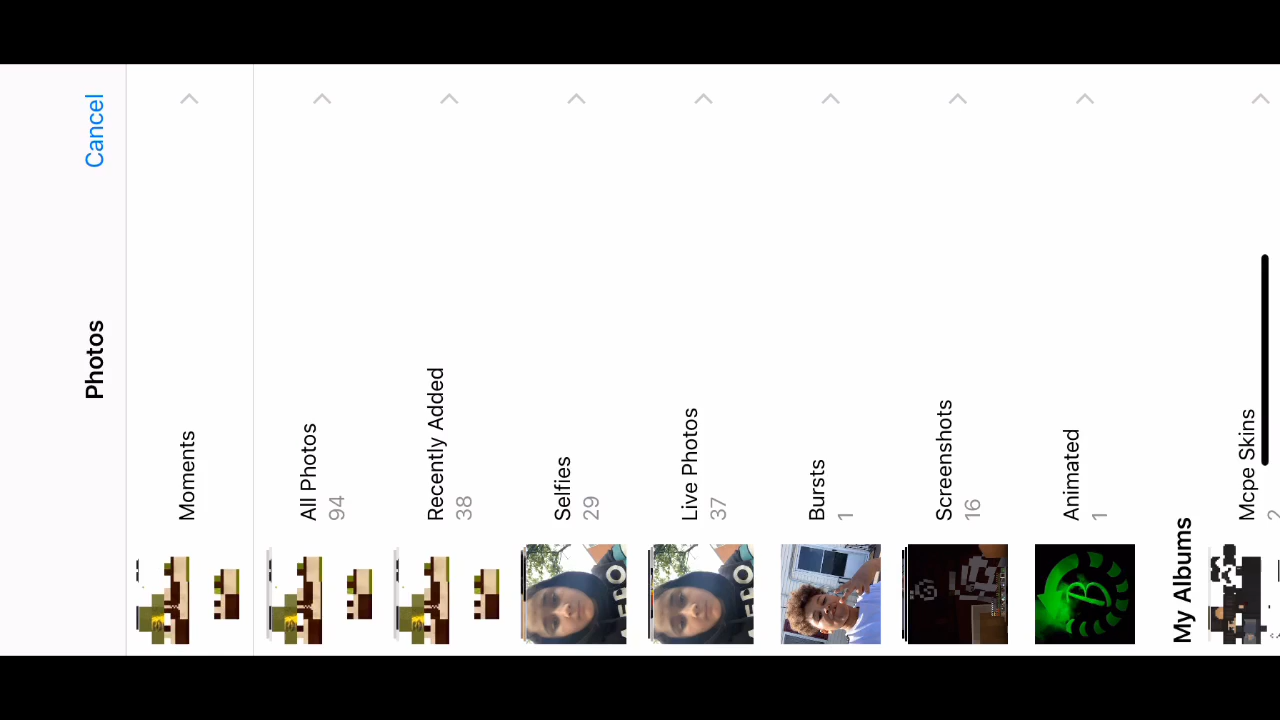 Cancel
Photos
Moments
All Photos
94
Recently Added
38
Selfies
29
Live Photos
37
Bursts
1
Screenshots
16
Animated
1
My Albums
Mcpe Skins
2